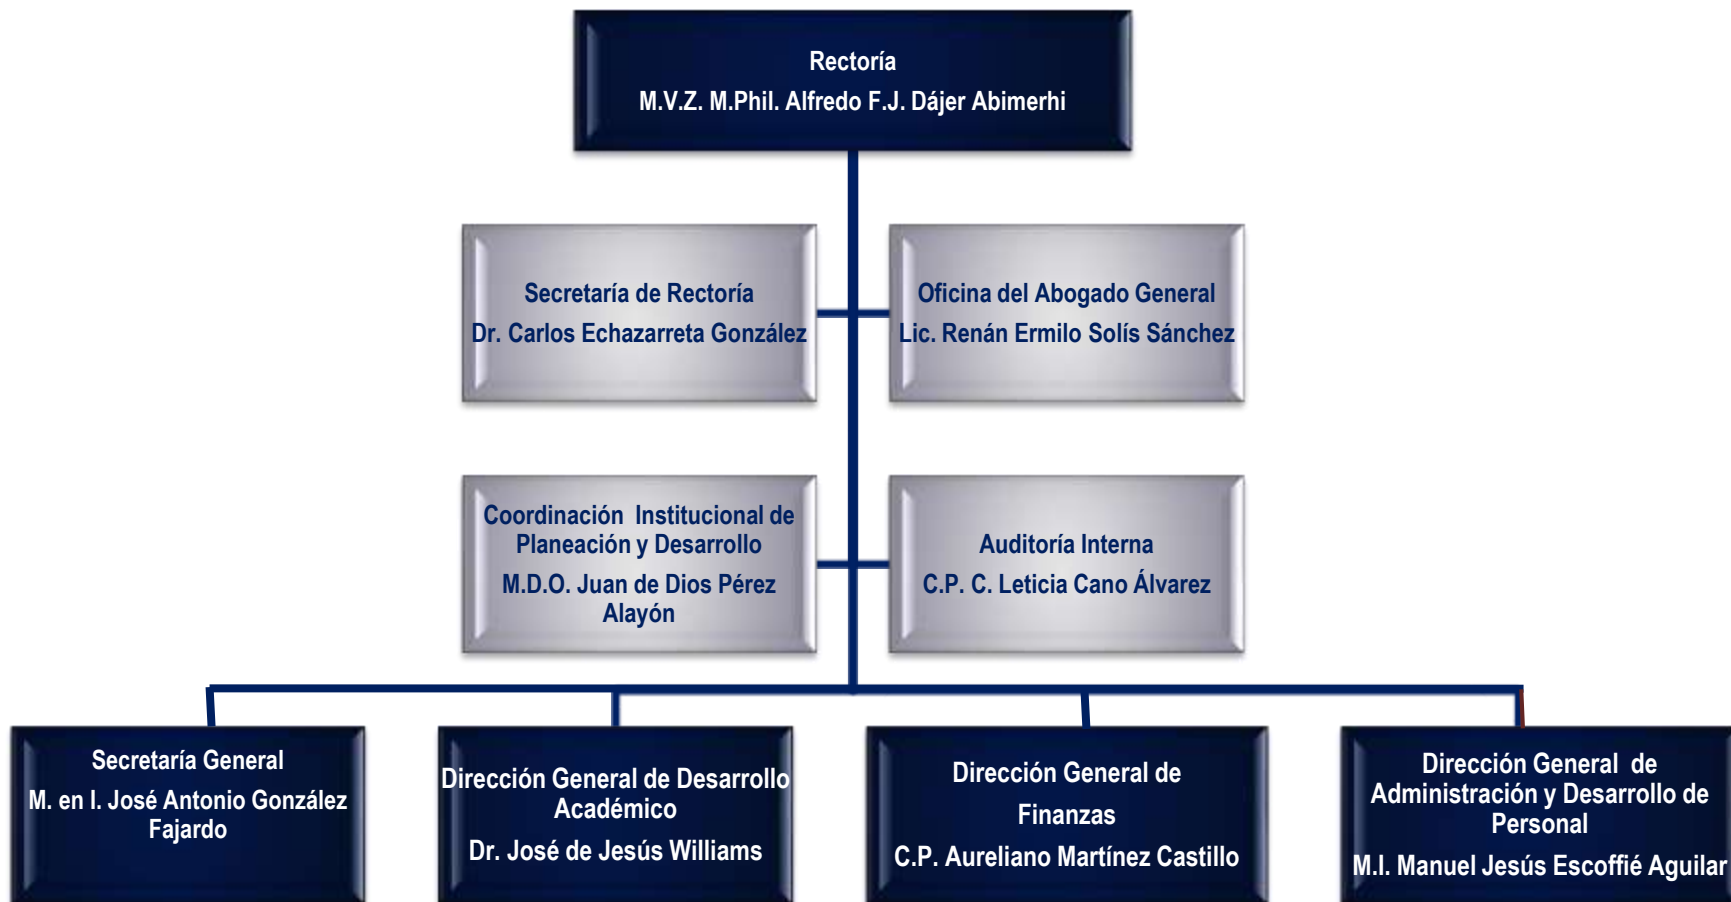 Rectoría
M.V.Z. M.Phil. Alfredo F.J. Dájer Abimerhi
Secretaría de Rectoría
Dr. Carlos Echazarreta González
Oficina del Abogado General
Lic. Renán Ermilo Solís Sánchez
Coordinación Institucional de
Planeación y Desarrollo
M.D.O. Juan de Dios Pérez
Alayón
Auditoría Interna
C.P. C. Leticia Cano Álvarez
Secretaría General
M. en I. José Antonio González
Fajardo
Dirección General de Desarrollo
Académico
Dr. José de Jesús Williams
Dirección General de
Finanzas
C.P. Aureliano Martínez Castillo
Dirección General de
Administración y Desarrollo de
Personal
M.I. Manuel Jesús Escoffié Aguilar